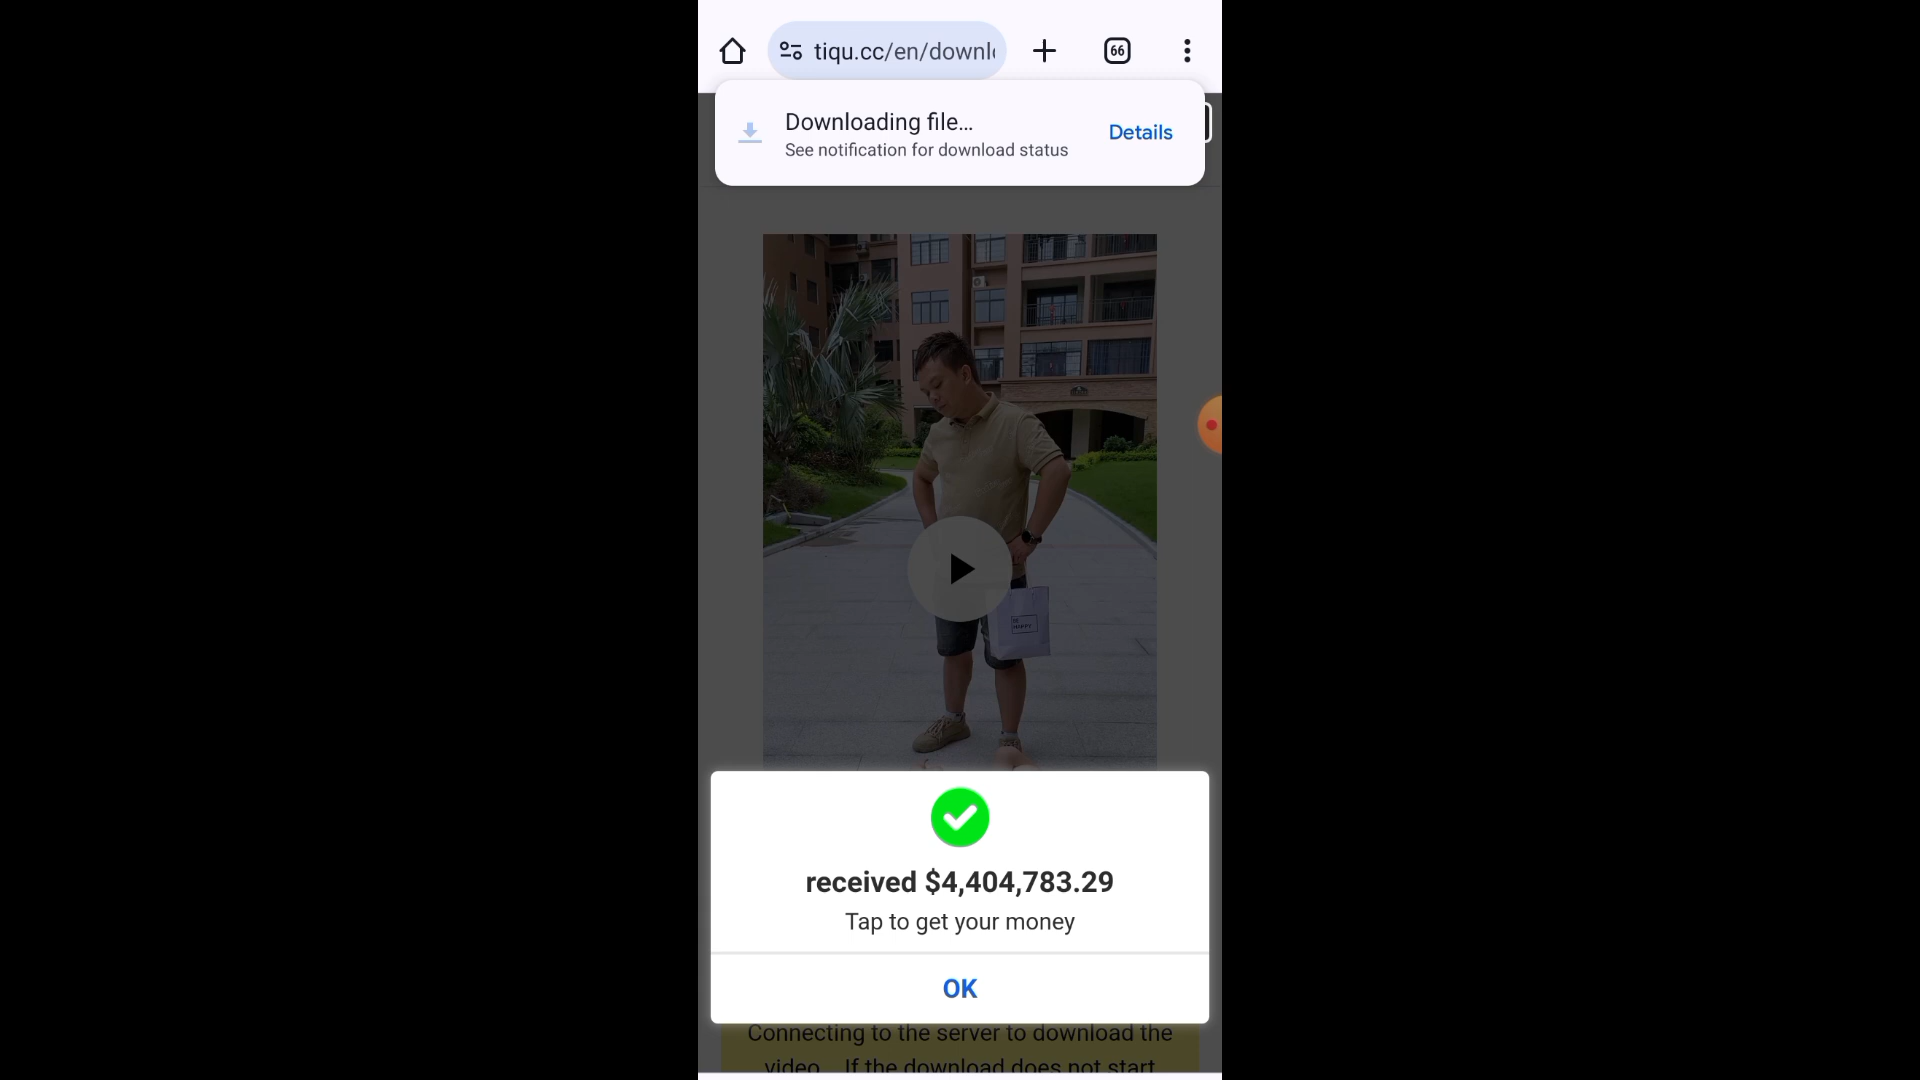 tiqu.cc/en/downl
66
Downloading file...
See notification for download status
Details
BE
HAPPY
received $4,404,783.29
Tap to get your money
OK
Connecting to the server to download the
video... If the download does not start